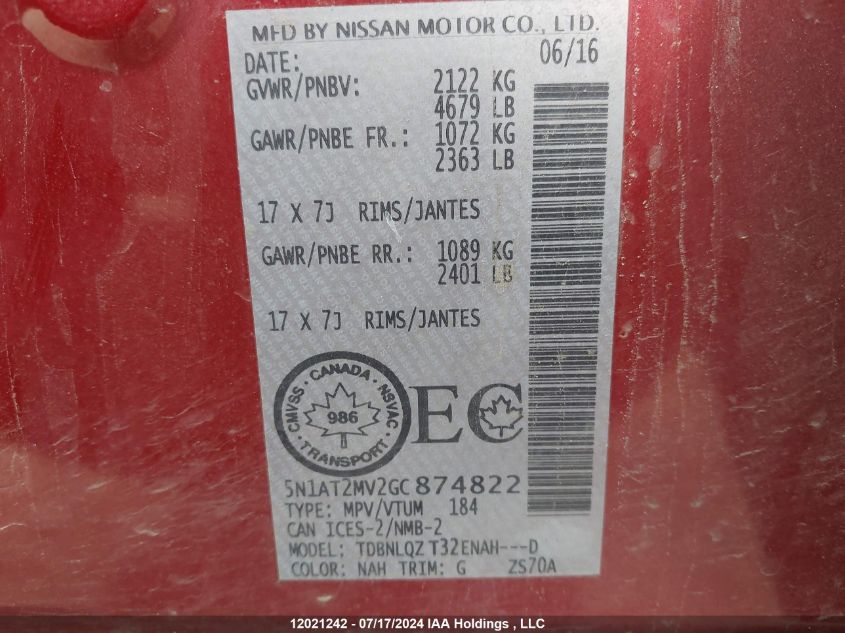 MFD BY NISSAN MOTOR CO., LTD.
DATE: 06/16
GVWR/PNBV: 2122 KG
4679 LB
GAWR/PNBE FR.: 1072 KG
2363 LB
17 X 7J RIMS/JANTES
GAWR/PNBE RR.: 1089 KG
2401 LB
17 X 7J RIMS/JANTES
CMVSS · CANADA · NSVAC · TRANSPORT ·
986
EC
5N1AT2MV2GC874822
TYPE: MPV/VTUM 184
CAN ICES-2/NMB-2
MODEL: TDBNLQZ T32ENAH---D
COLOR: NAH TRIM: G ZS70A
12021242 - 07/17/2024 IAA Holdings , LLC